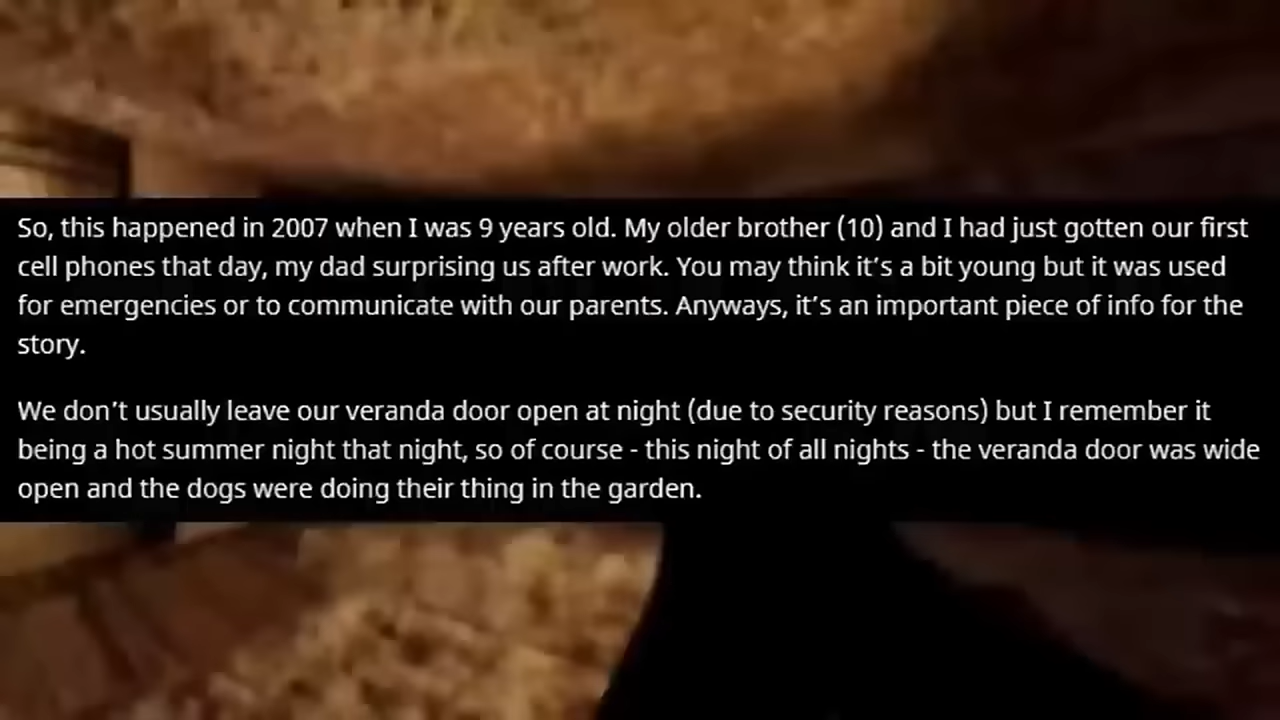 So, this happened in 2007 when I was 9 years old. My older brother (10) and I had just gotten our first
cell phones that day, my dad surprising us after work. You may think it’s a bit young but it was used
for emergencies or to communicate with our parents. Anyways, it’s an important piece of info for the
story.
We don’t usually leave our veranda door open at night (due to security reasons) but I remember it
being a hot summer night that night, so of course - this night of all nights - the veranda door was wide
open and the dogs were doing their thing in the garden.